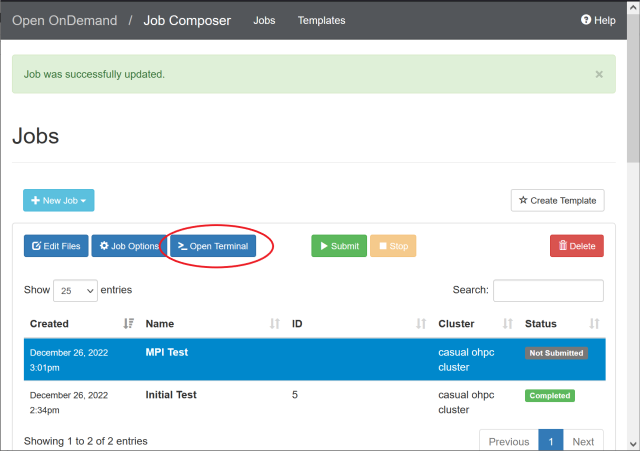 Open OnDemand / Job Composer Jobs Templates Help
Job was successfully updated. ×
Jobs
New Job Create Template
Edit Files Job Options Open Terminal Submit Stop Delete
Show 25 entries Search:
Created Name ID Cluster Status
December 26, 2022 MPI Test casual ohpc Not Submitted
3:01pm cluster
December 26, 2022 Initial Test 5 casual ohpc Completed
2:34pm cluster
Showing 1 to 2 of 2 entries Previous 1 Next